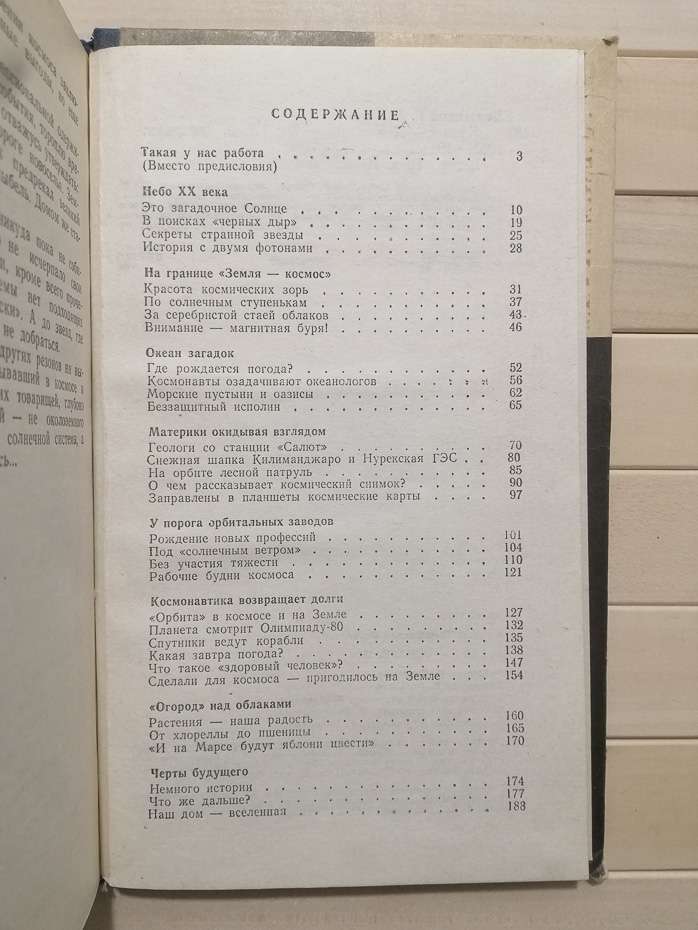 СОДЕРЖАНИЕ
Такая у нас работа . . . . . . . . . . . . . 3
(Вместо предисловия)
Небо XX века
Это загадочное Солнце . . . . . . . . . . . 10
В поисках «черных дыр» . . . . . . . . . . 19
Секреты странной звезды . . . . . . . . . . 25
История с двумя фотонами . . . . . . . . . 28
На границе «Земля — космос»
Красота космических зорь . . . . . . . . . 31
По солнечным ступенькам . . . . . . . . . 37
За серебристой стаей облаков . . . . . . . . 43
Внимание — магнитная буря! . . . . . . . . 46
Океан загадок
Где рождается погода? . . . . . . . . . . . 52
Космонавты озадачивают океанологов . . . . . 56
Морские пустыни и оазисы . . . . . . . . . 62
Беззащитный исполин . . . . . . . . . . . 65
Материки окидывая взглядом
Геологи со станции «Салют» . . . . . . . . 70
Снежная шапка Килиманджаро и Нурекская ГЭС . . 80
На орбите лесной патруль . . . . . . . . . 85
О чем рассказывает космический снимок? . . . . 90
Заправлены в планшеты космические карты . . . 97
У порога орбитальных заводов
Рождение новых профессий . . . . . . . . . 101
Под «солнечным ветром» . . . . . . . . . . 104
Без участия тяжести . . . . . . . . . . . 110
Рабочие будни космоса . . . . . . . . . . 121
Космонавтика возвращает долги
«Орбита» в космосе и на Земле . . . . . . . 127
Планета смотрит Олимпиаду-80 . . . . . . . 132
Спутники ведут корабли . . . . . . . . . . 135
Какая завтра погода? . . . . . . . . . . . 138
Что такое «здоровый человек»? . . . . . . . 147
Сделали для космоса — пригодилось на Земле . . . 154
«Огород» над облаками
Растения — наша радость . . . . . . . . . 160
От хлореллы до пшеницы . . . . . . . . . 165
«И на Марсе будут яблони цвести» . . . . . . 170
Черты будущего
Немного истории . . . . . . . . . . . . 174
Что же дальше? . . . . . . . . . . . . . 177
Наш дом — вселенная . . . . . . . . . . . 188